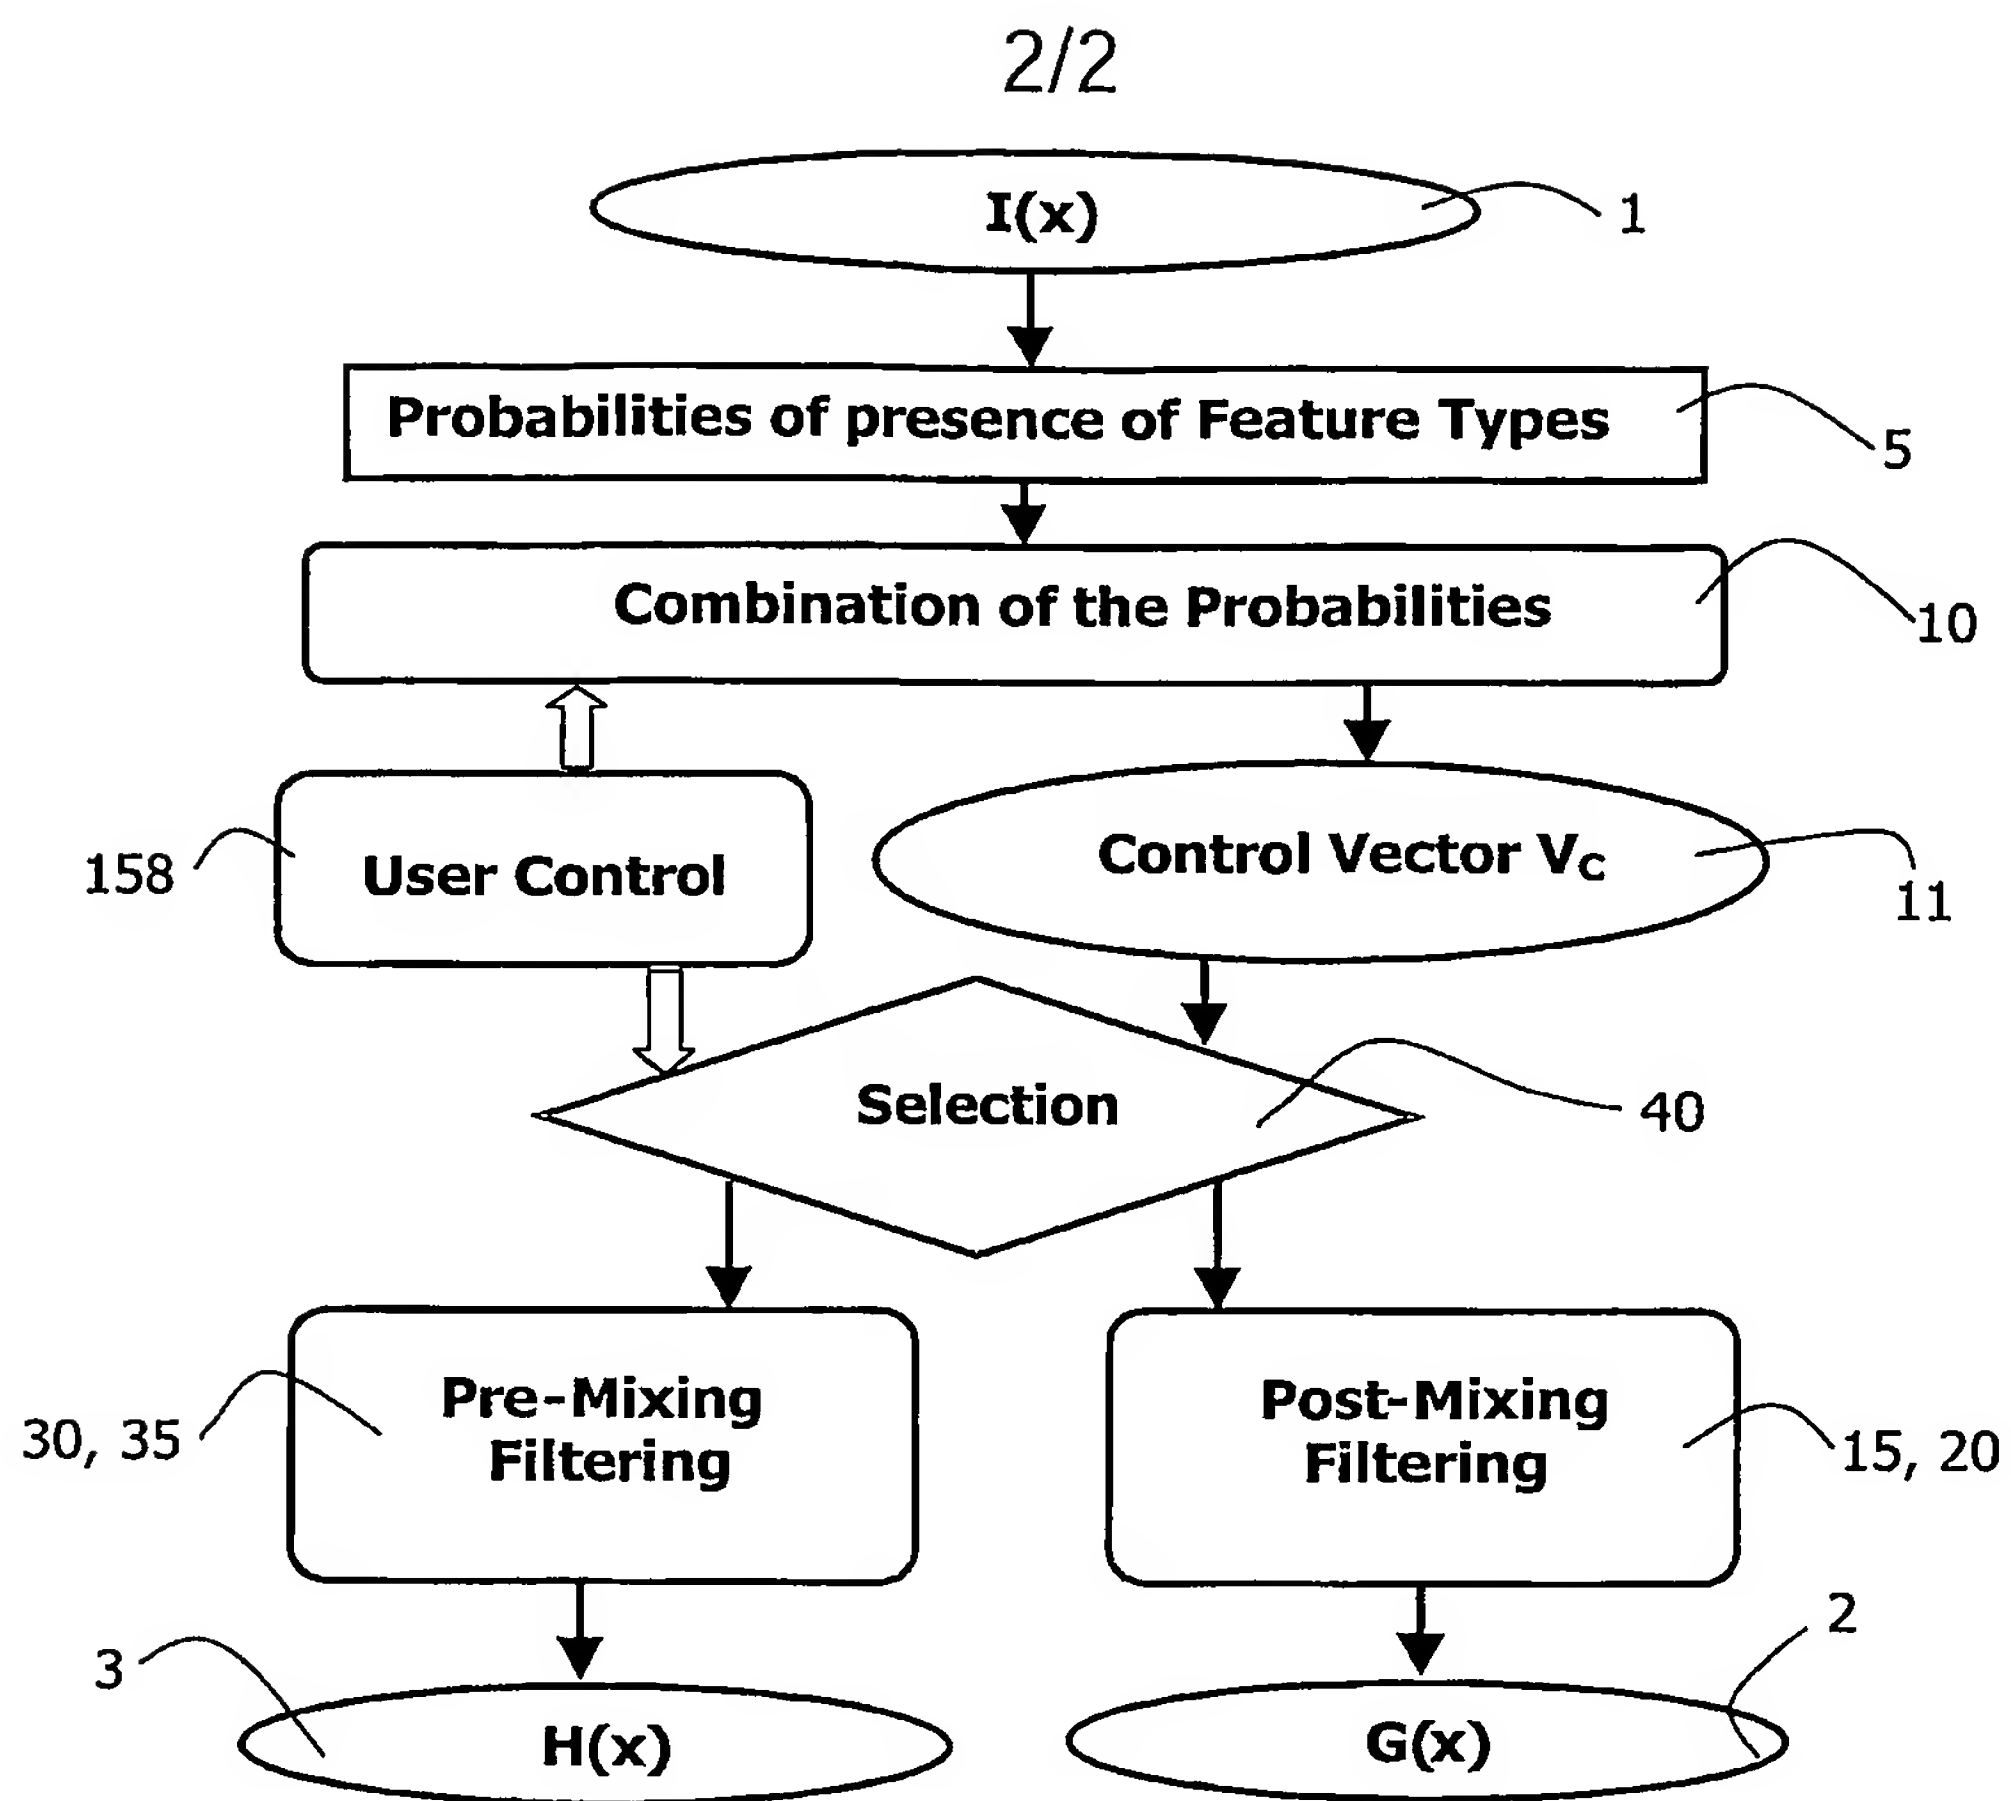 2/2
I(x)
1
Probabilities of presence of Feature Types
5
Combination of the Probabilities
10
158
User Control
Control Vector V_C
11
Selection
40
30, 35
Pre-Mixing
Filtering
Post-Mixing
Filtering
15, 20
3
H(x)
G(x)
2